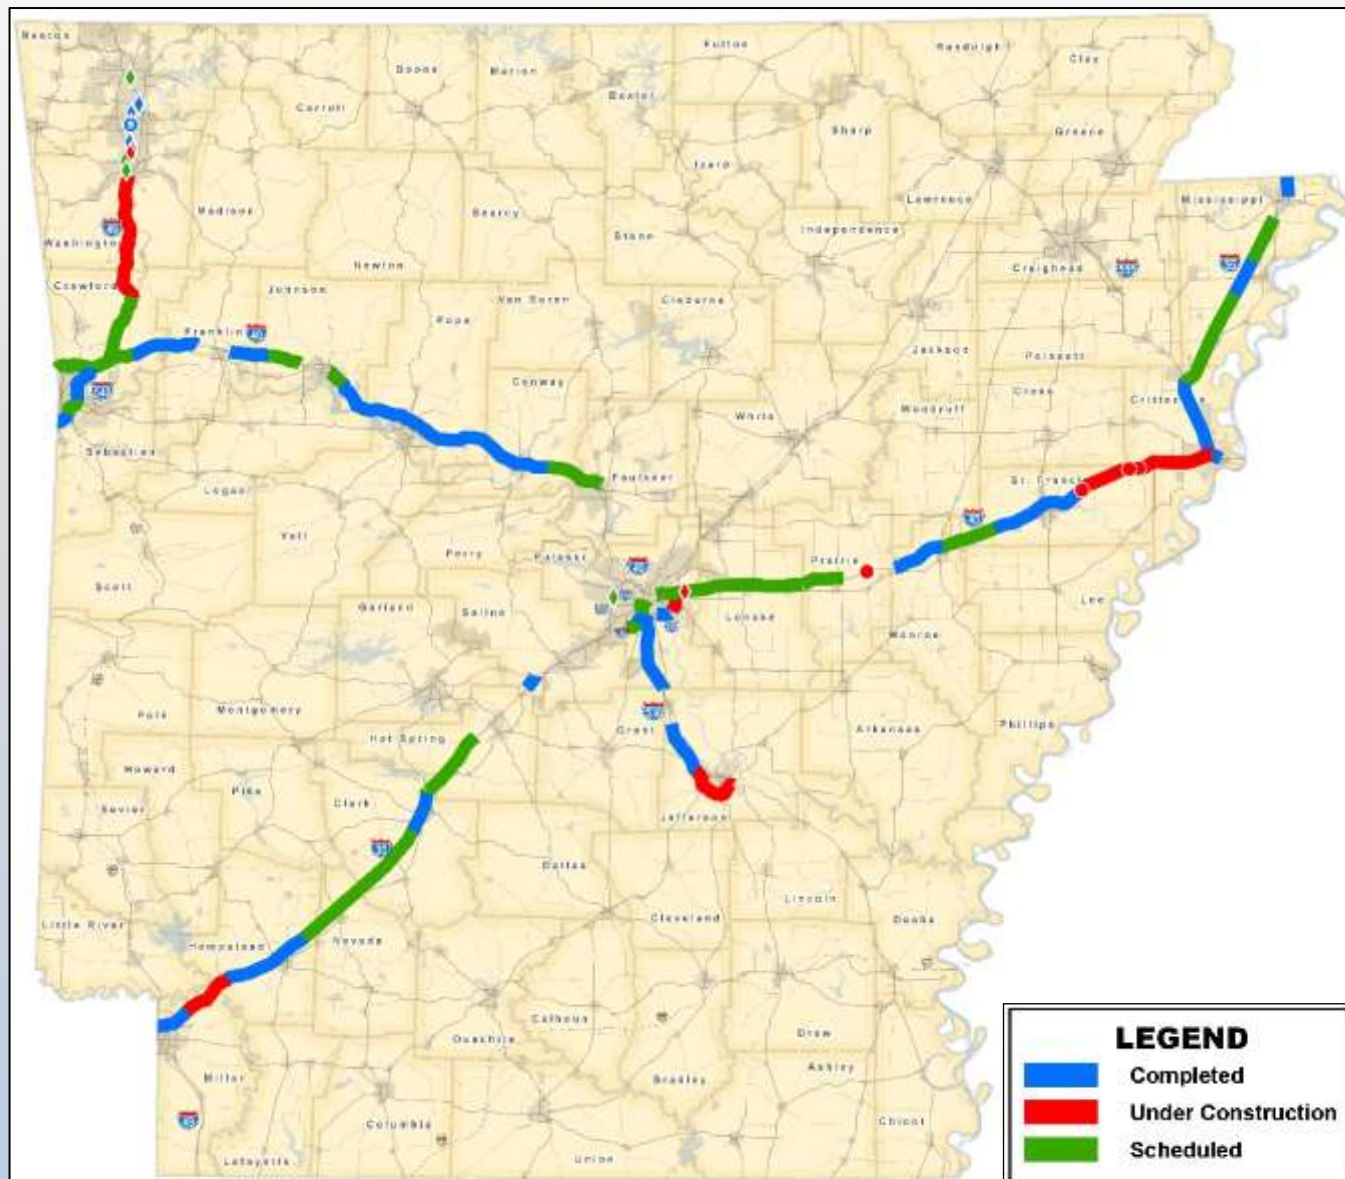 Benton
Boone
Marion
Fulton
Randolph
Clay
Carroll
Baxter
Sharp
Greene
Izard
Madison
Searcy
Lawrence
Mississippi
Washington
Stone
Independence
Newton
Craighead
Crawford
Johnson
Van Buren
Cleburne
Franklin
Pope
Jackson
Poinsett
Conway
Cross
Crittenden
White
Woodruff
Sebastian
Faulkner
St. Francis
Logan
Yell
Perry
Pulaski
Prairie
Scott
Garland
Saline
Lonoke
Lee
Monroe
Polk
Montgomery
Grant
Arkansas
Phillips
Hot Spring
Howard
Pike
Clark
Sevier
Jefferson
Dallas
Lincoln
Little River
Cleveland
Desha
Hempstead
Nevada
Calhoun
Drew
Ouachita
Miller
Bradley
Ashley
Columbia
Chicot
Lafayette
Union
LEGEND
Completed
Under Construction
Scheduled